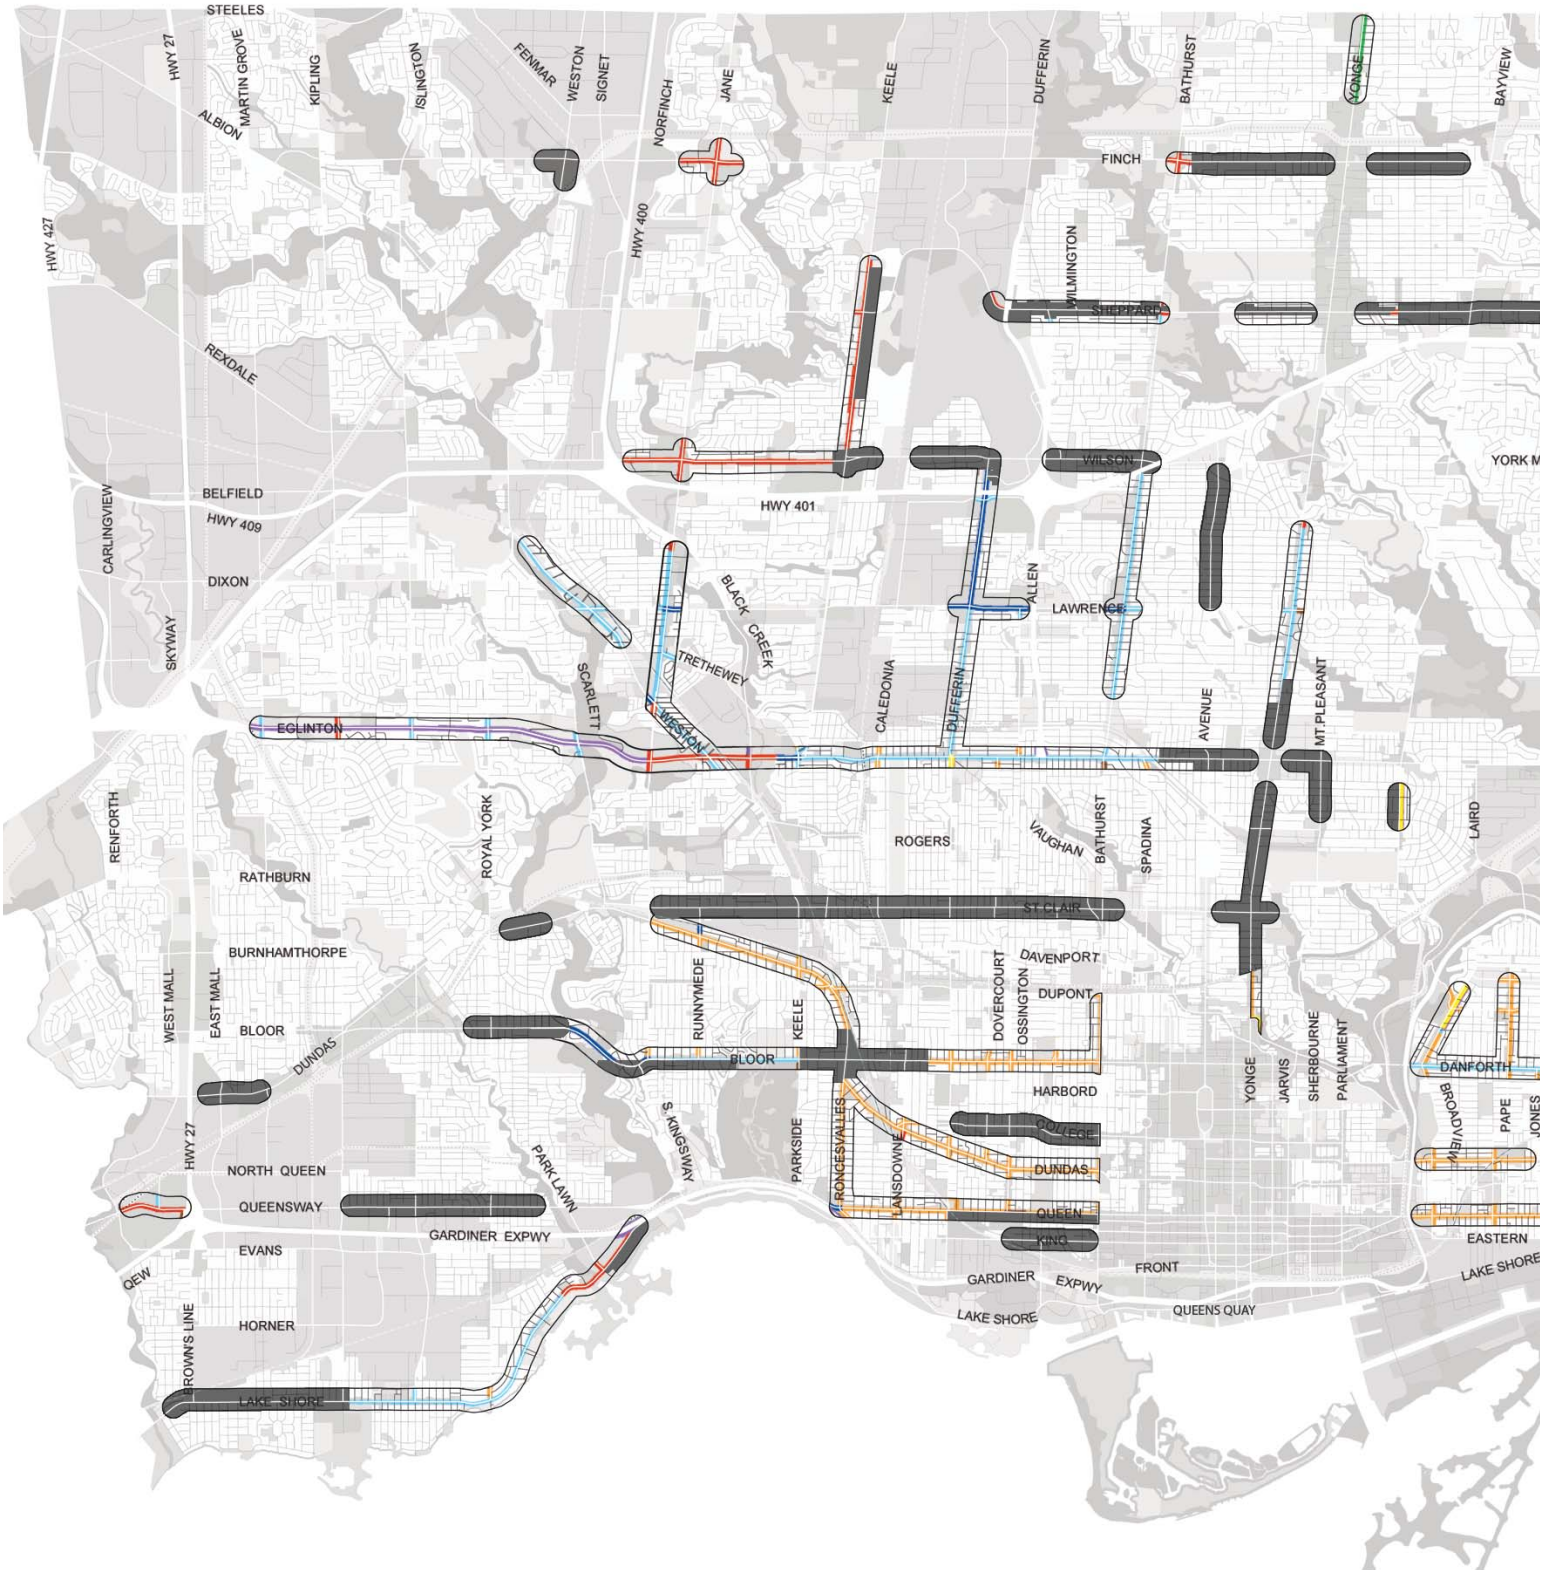 STEELES
HWY 27
MARTIN GROVE
KIPLING
ISLINGTON
FENMAR
WESTON
SIGNET
NORFINCH
JANE
KEELE
DUFFERIN
BATHURST
YONGE
BAYVIEW
ALBION
FINCH
HWY 427
HWY 400
WILMINGTON
SHEPPARD
REXDALE
WILSON
YORK M
CARLINGVIEW
BELFIELD
HWY 409
HWY 401
DIXON
BLACK CREEK
ALLEN
LAWRENCE
SKYWAY
SCARLETT
TRETHEWEY
CALEDONIA
DUFFERIN
AVENUE
MT.PLEASANT
EGLINTON
WESTON
RENFORTH
ROYAL YORK
ROGERS
VAUGHAN
BATHURST
SPADINA
LAIRD
RATHBURN
ST.CLAIR
BURNHAMTHORPE
RUNNYMEDE
KEELE
DOVERCOURT
OSSINGTON
DAVENPORT
DUPONT
WEST MALL
EAST MALL
BLOOR
DUNDAS
BLOOR
YONGE
JARVIS
SHERBOURNE
PARLIAMENT
DANFORTH
HARBORD
BROADVIEW
PAPE
JONES
S. KINGSWAY
COLLEGE
HWY 27
NORTH QUEEN
PARK LAWN
PARKSIDE
RONCESVALLES
LANSDOWNE
DUNDAS
QUEENSWAY
QUEEN
GARDINER EXPWY
KING
EASTERN
EVANS
QEW
FRONT
GARDINER EXPWY
LAKE SHORE
BROWN'S LINE
HORNER
LAKE SHORE
QUEENS QUAY
LAKE SHORE